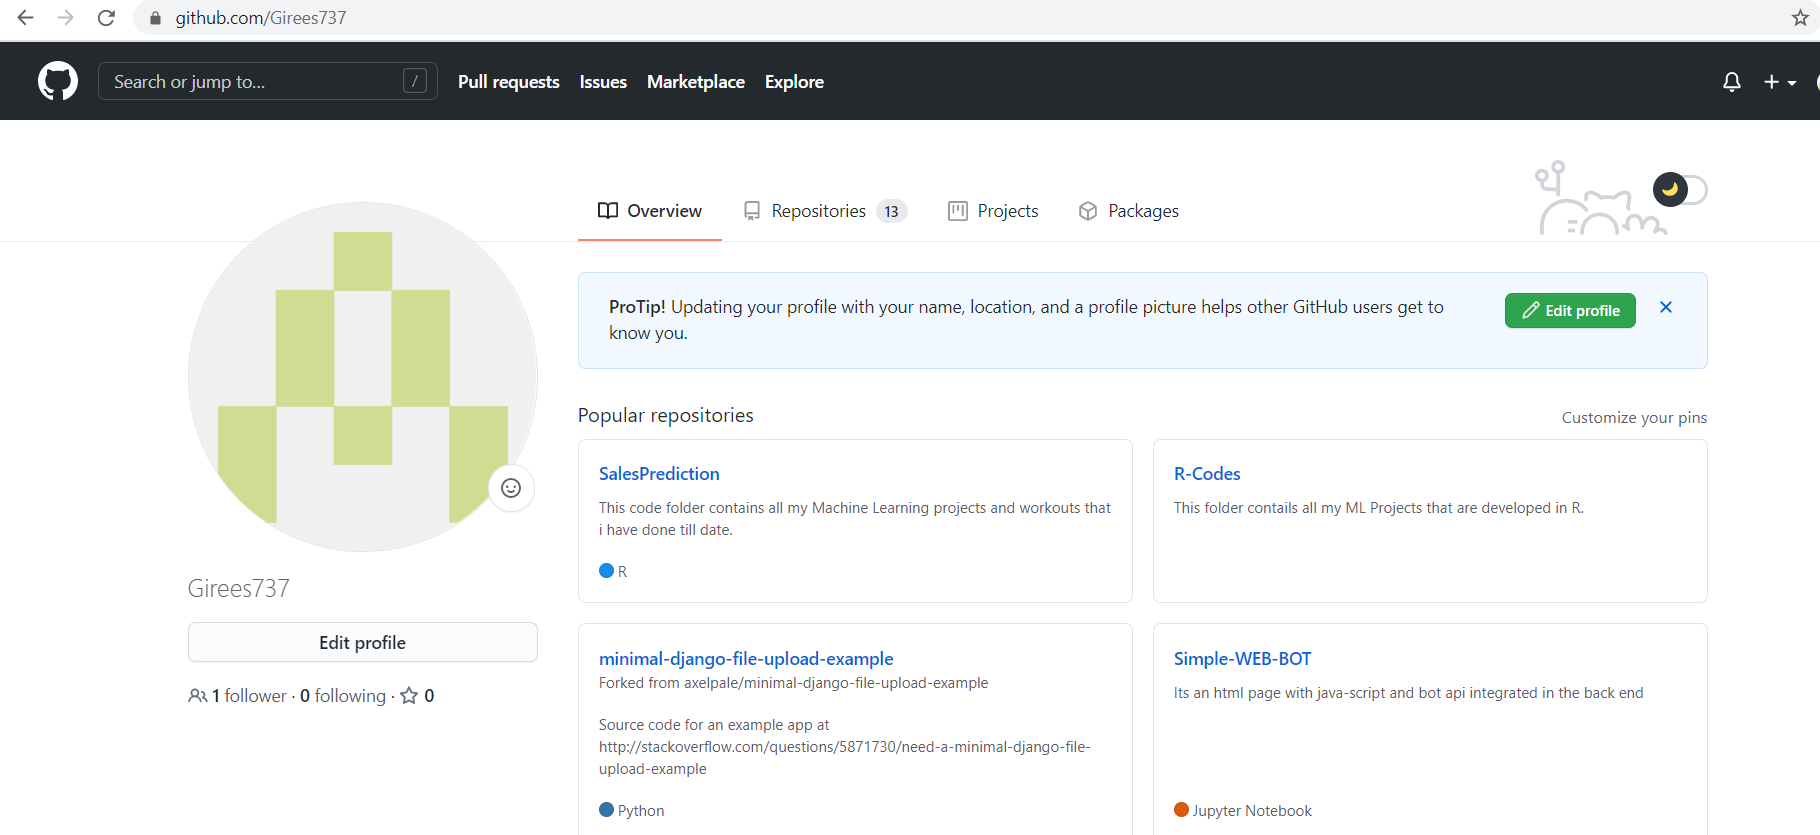 github.com/Girees737
Search or jump to... /
Pull requests Issues Marketplace Explore
Overview Repositories 13 Projects Packages
ProTip! Updating your profile with your name, location, and a profile picture helps other GitHub users get to
know you.
Edit profile
Popular repositories
Customize your pins
SalesPrediction
This code folder contains all my Machine Learning projects and workouts that
i have done till date.
R
R-Codes
This folder contails all my ML Projects that are developed in R.
Girees737
Edit profile
1 follower · 0 following · 0
minimal-django-file-upload-example
Forked from axelpale/minimal-django-file-upload-example
Source code for an example app at
http://stackoverflow.com/questions/5871730/need-a-minimal-django-file-
upload-example
Python
Simple-WEB-BOT
Its an html page with java-script and bot api integrated in the back end
Jupyter Notebook